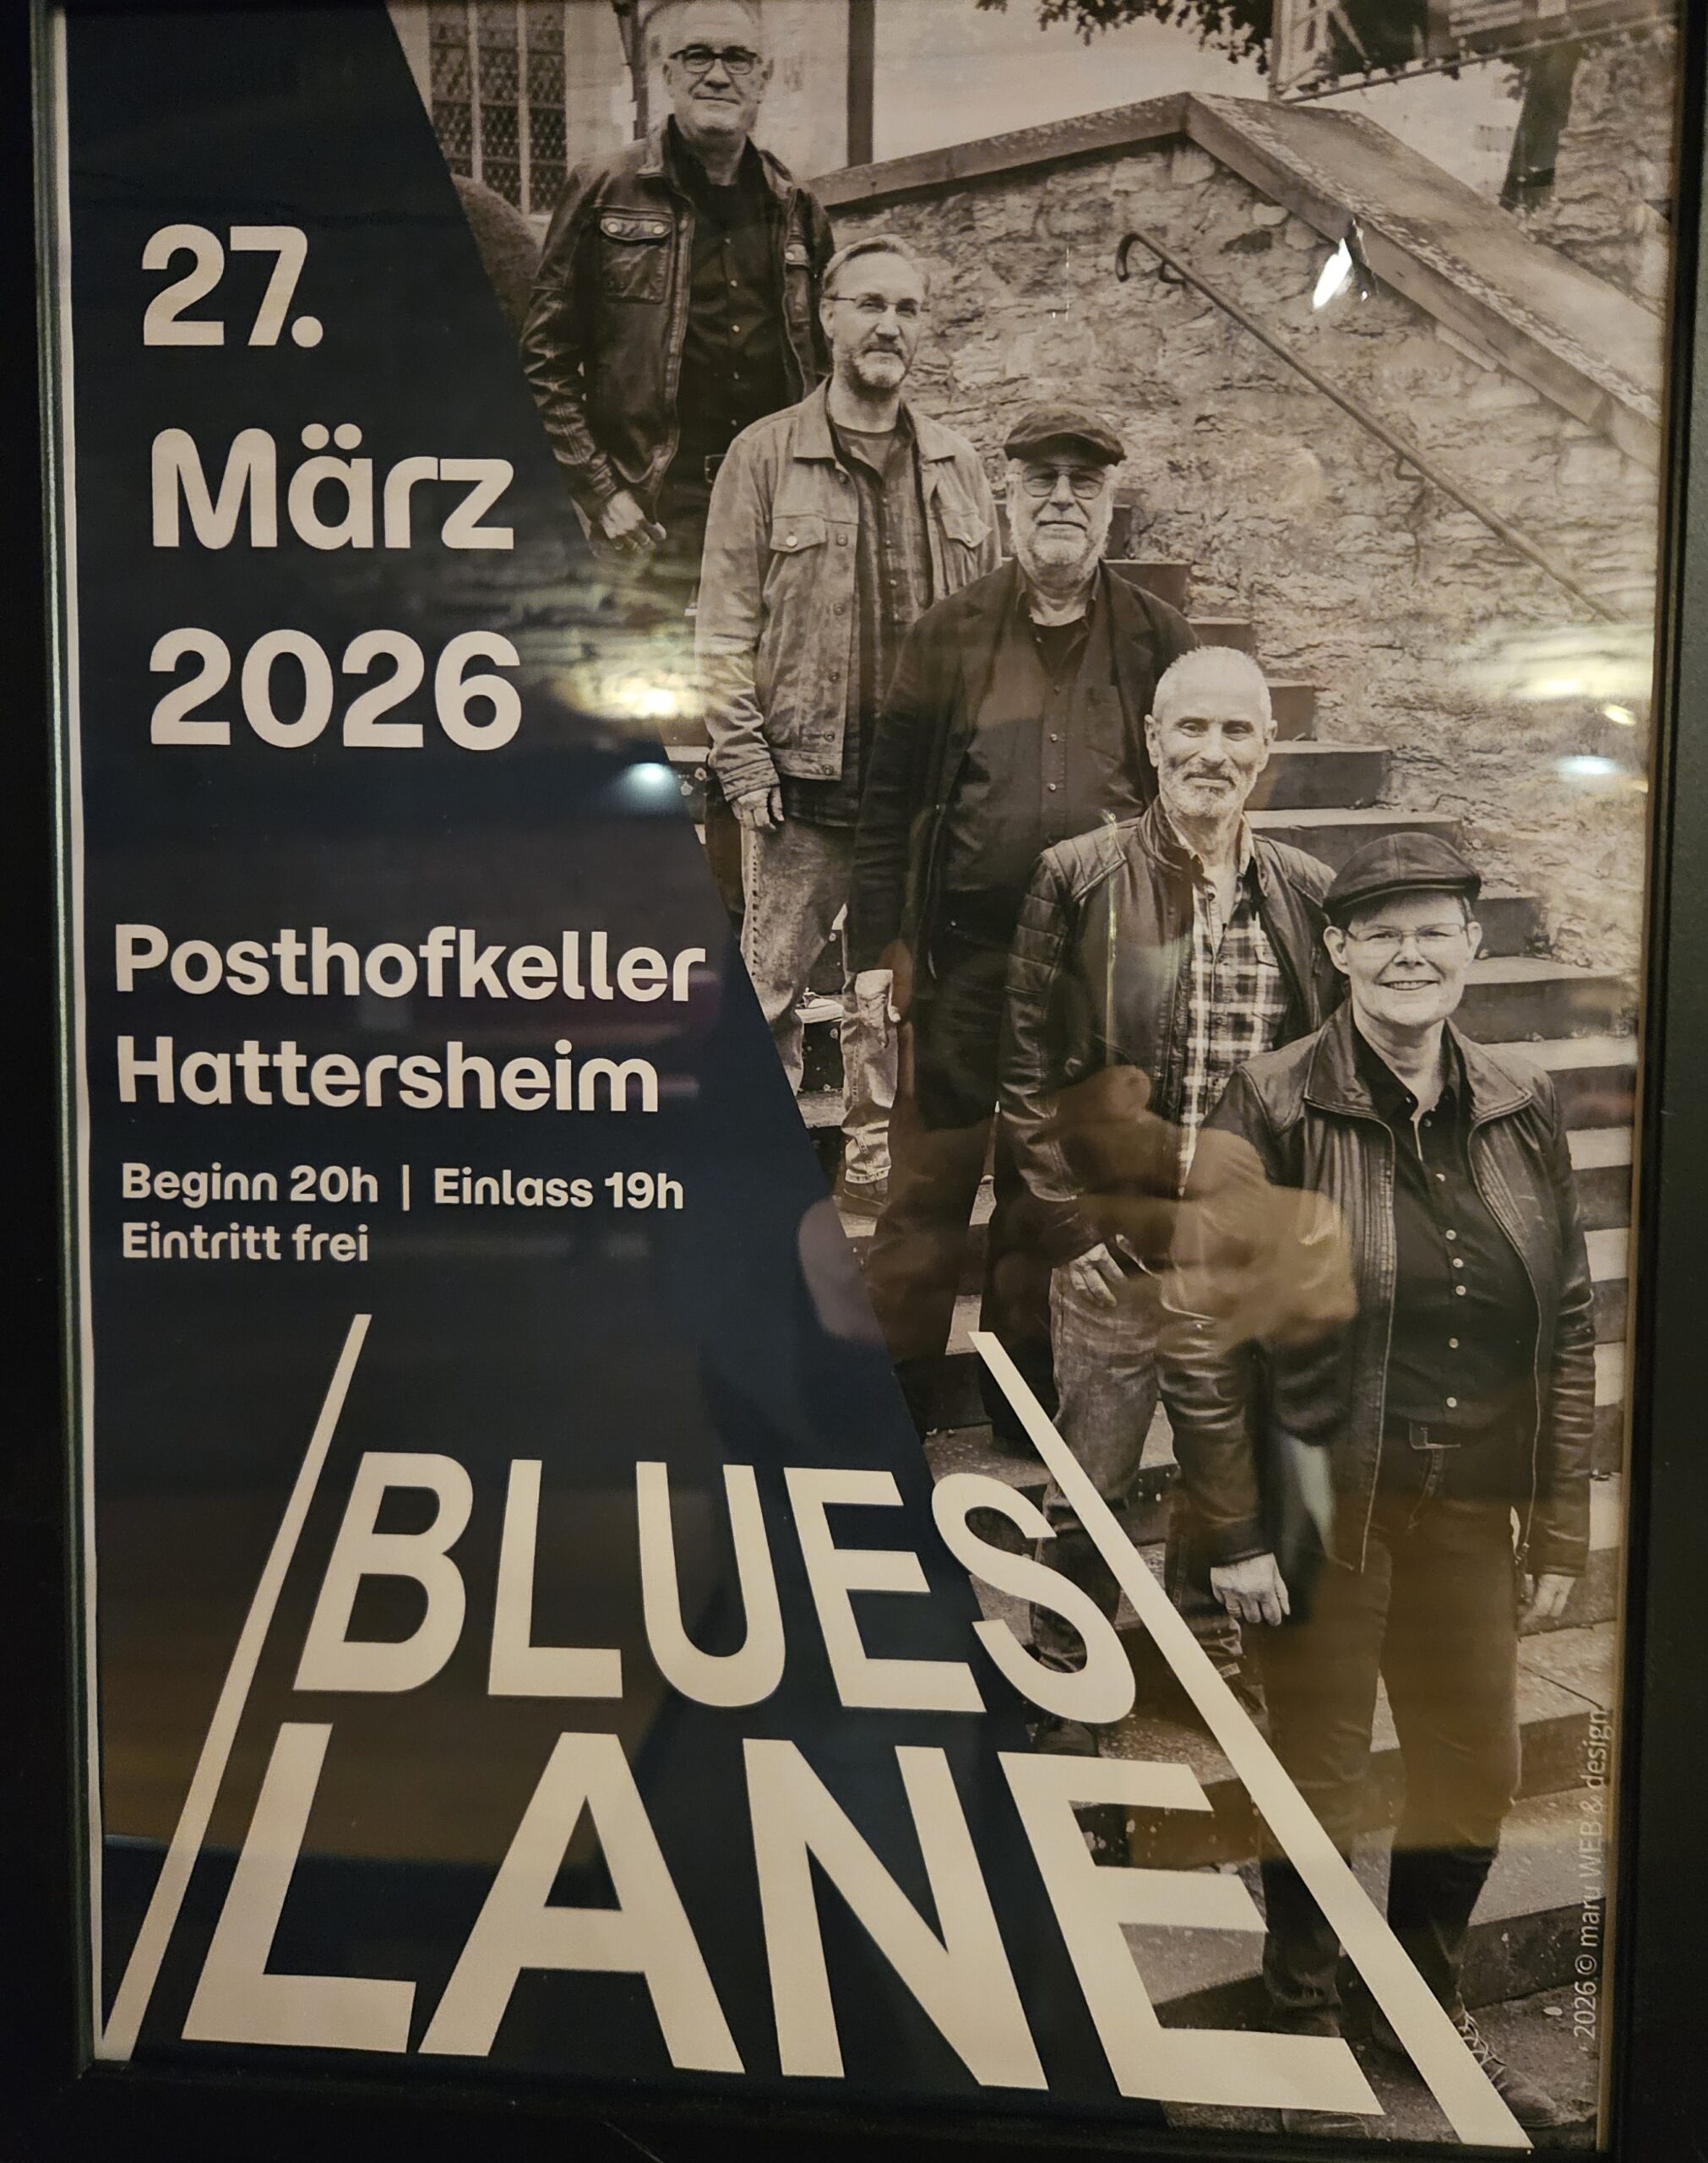 27.
März
2026
Posthofkeller
Hattersheim
Beginn 20h | Einlass 19h
Eintritt frei
BLUES
LANE
2026 © maru WEB & design